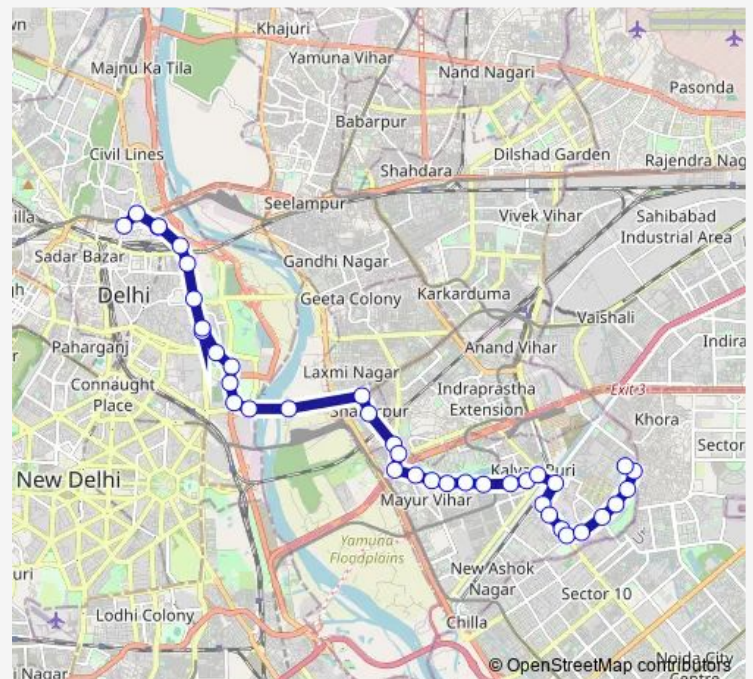 Khajuri
Majnu Ka Tila
Yamuna Vihar
Nand Nagari
Pasonda
Babarpur
Civil Lines
Shahdara
Dilshad Garden
Rajendra Nag
illa
Seelampur
Vivek Vihar
Sahibabad
Industrial Area
Sadar Bazar
Gandhi Nagar
Delhi
Geeta Colony
Karkarduma
Vaishali
Paharganj
Anand Vihar
Indira
Laxmi Nagar
Connaught
Place
Indraprastha
Extension
Exit 3
Khora
Sector
New Delhi
Mayur Vihar
Yamuna
Floodplains
New Ashok
Nagar
Sector 10
Lodhi Colony
Chilla
Noida City
Centre
i Nagar
© OpenStreetMap contributors